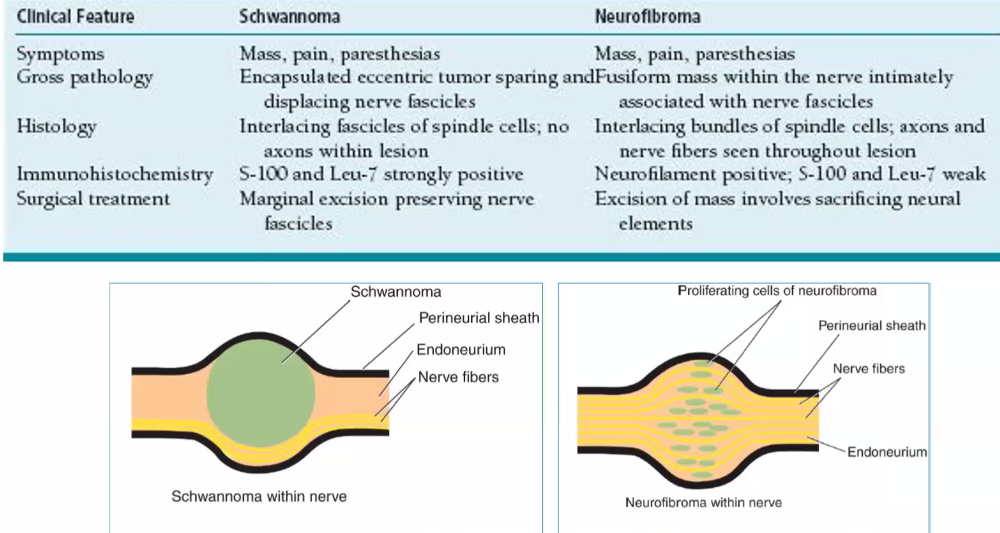 Clinical Feature Schwannoma Neurofibroma
Symptoms Mass, pain, paresthesias Mass, pain, paresthesias
Gross pathology Encapsulated eccentric tumor sparing and Fusiform mass within the nerve intimately
displacing nerve fascicles associated with nerve fascicles
Histology Interlacing fascicles of spindle cells; no Interlacing bundles of spindle cells; axons and
axons within lesion nerve fibers seen throughout lesion
Immunohistochemistry S-100 and Leu-7 strongly positive Neurofilament positive; S-100 and Leu-7 weak
Surgical treatment Marginal excision preserving nerve Excision of mass involves sacrificing neural
fascicles elements
Schwannoma
Perineurial sheath
Endoneurium
Nerve fibers
Schwannoma within nerve
Proliferating cells of neurofibroma
Perineurial sheath
Nerve fibers
Endoneurium
Neurofibroma within nerve